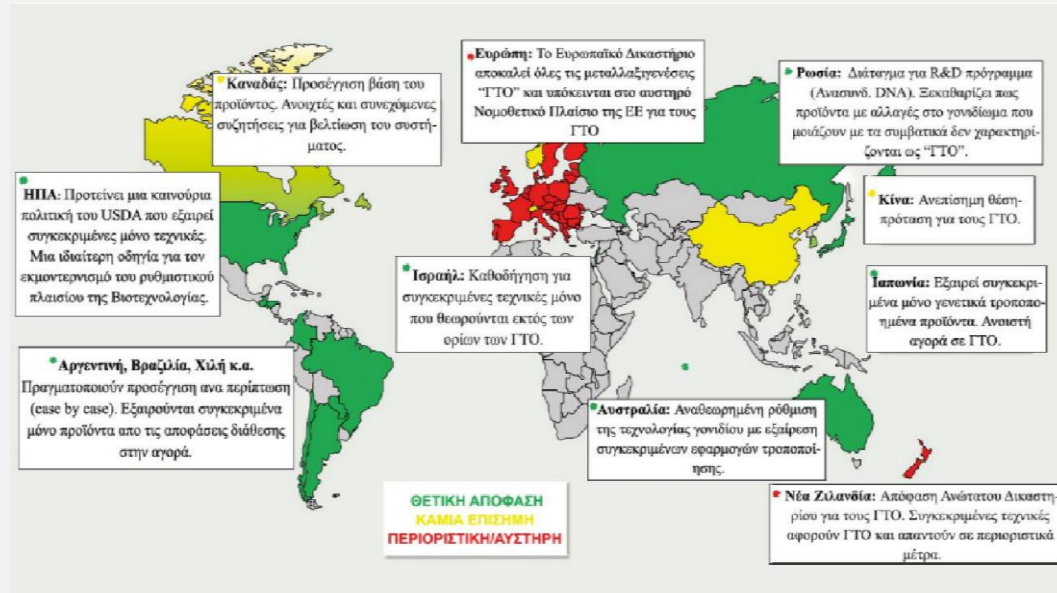 Καναδάς: Προσέγγιση βάση του
προϊόντος. Ανοιχτές και συνεχόμενες
συζητήσεις για βελτίωση του συστή-
ματος.
Ευρώπη: Το Ευρωπαϊκό Δικαστήριο
αποκαλεί όλες τις μεταλλαξιγενέσεις
“ΓΤΟ” και υπόκεινται στο αυστηρό
Νομοθετικό Πλαίσιο της ΕΕ για τους
ΓΤΟ
Ρωσία: Διάταγμα για R&D πρόγραμμα
(Ανασυνδ. DNA). Ξεκαθαρίζει πως
προϊόντα με αλλαγές στο γονιδίωμα που
μοιάζουν με τα συμβατικά δεν χαρακτηρί-
ζονται ως “ΓΤΟ”.
ΗΠΑ: Προτείνει μια καινούρια
πολιτική του USDA που εξαιρεί
συγκεκριμένες μόνο τεχνικές.
Μια ιδιαίτερη οδηγία για τον
εκμοντερνισμό του ρυθμιστικού
πλαισίου της Βιοτεχνολογίας.
Κίνα: Ανεπίσημη θέση-
πρόταση για τους ΓΤΟ.
Ισραήλ: Καθοδήγηση για
συγκεκριμένες τεχνικές μόνο
που θεωρούνται εκτός των
ορίων των ΓΤΟ.
Ιαπωνία: Εξαιρεί συγκεκρι-
μένα μόνο γενετικά τροποπο-
ιημένα προϊόντα. Ανοιστή
αγορά σε ΓΤΟ.
Αργεντινή, Βραζιλία, Χιλή κ.α.
Πραγματοποιούν προσέγγιση ανα περίπτωση
(case by case). Εξαιρούνται συγκεκριμένα
μόνο προϊόντα απο τις αποφάσεις διάθεσης
στην αγορά.
Αυστραλία: Αναθεωρημένη ρύθμιση
της τεχνολογίας γονιδίου με εξαίρεση
συγκεκριμένων εφαρμογών τροποποί-
ησης.
Νέα Ζιλανδία: Απόφαση Ανώτατου Δικαστη-
ρίου για τους ΓΤΟ. Συγκεκριμένες τεχνικές
αφορούν ΓΤΟ και απαντούν σε περιοριστικά
μέτρα.
ΘΕΤΙΚΗ ΑΠΟΦΑΣΗ
ΚΑΜΙΑ ΕΠΙΣΗΜΗ
ΠΕΡΙΟΡΙΣΤΙΚΗ/ΑΥΣΤΗΡΗ